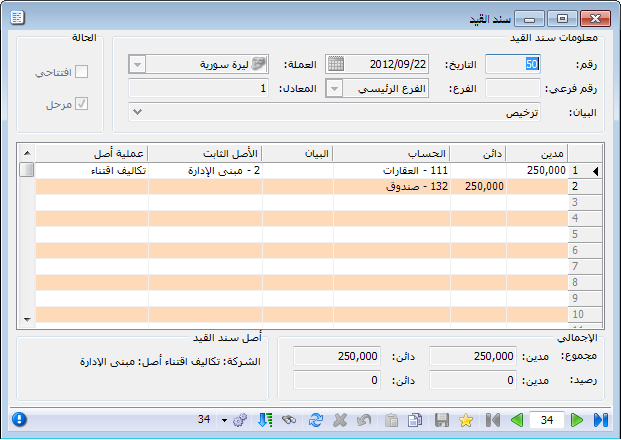 سند القيد
معلومات سند القيد
رقم: 50 التاريخ: 2012/09/22 العملة: ليرة سورية
رقم فرعي: الفرع: الفرع الرئيسي المعادل: 1
البيان: ترخيص
الحالة
افتتاحي
مرحل
مدين دائن الحساب البيان الأصل الثابت عملية أصل
1 250,000 111 - العقارات 2 - مبنى الإدارة تكاليف اقتناء
2 250,000 132 - صندوق
3
4
5
6
7
8
9
10
الإجمالي
مجموع: مدين: 250,000 دائن: 250,000
رصيد: مدين: 0 دائن: 0
أصل سند القيد
الشركة: تكاليف اقتناء أصل: مبنى الإدارة
34 34